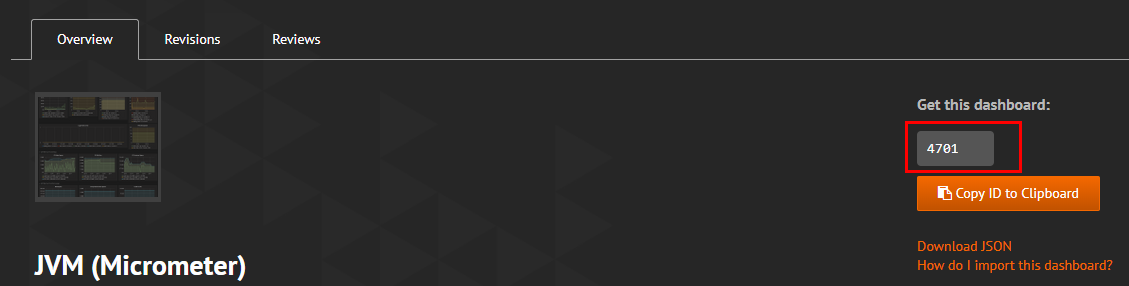 Overview Revisions Reviews
Get this dashboard:
4701
Copy ID to Clipboard
Download JSON
How do I import this dashboard?
JVM (Micrometer)